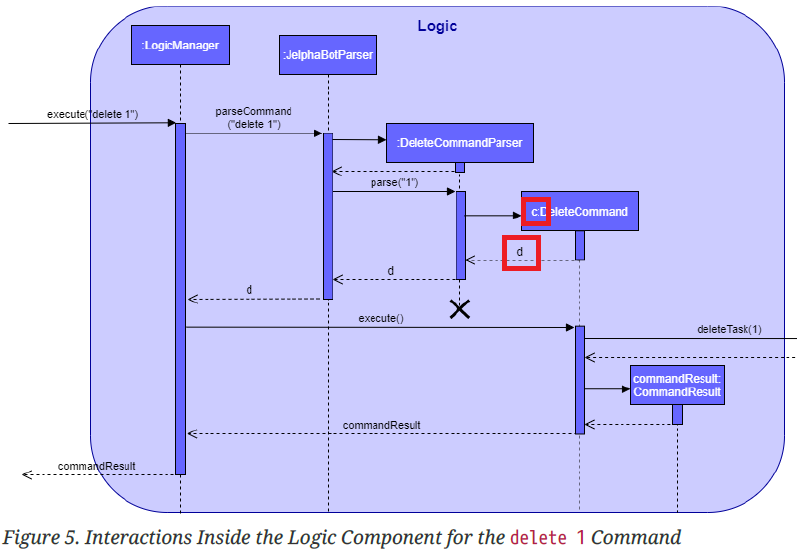 Logic
:LogicManager
:JelphaBotParser
execute("delete 1")
parseCommand
("delete 1")
:DeleteCommandParser
parse("1")
c:DeleteCommand
d
d
d
execute()
deleteTask(1)
commandResult:
CommandResult
commandResult
commandResult
Figure 5. Interactions Inside the Logic Component for the delete 1 Command